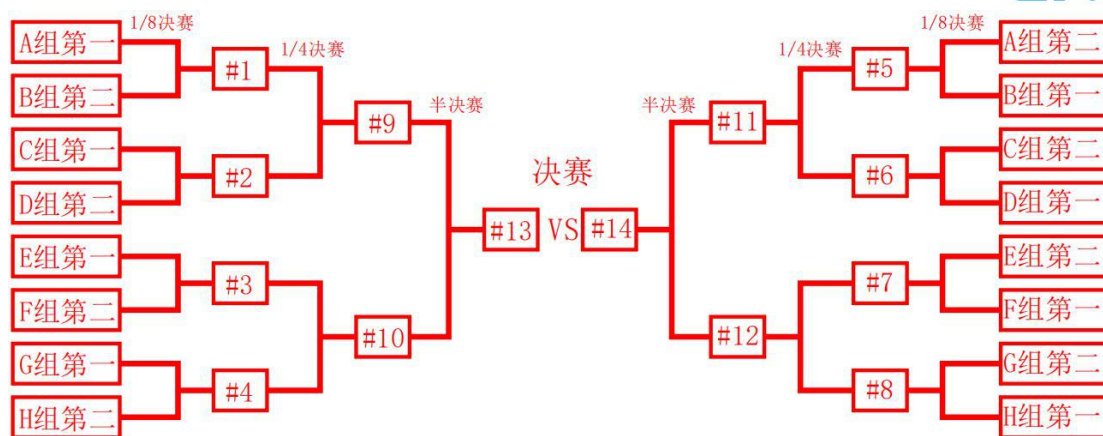 1/8决赛
A组第一
B组第二
C组第一
D组第二
E组第一
F组第二
G组第一
H组第二
1/4决赛
#1
#2
#3
#4
半决赛
#9
#10
决赛
#13 VS #14
半决赛
#11
#12
1/4决赛
#5
#6
#7
#8
1/8决赛
A组第二
B组第一
C组第二
D组第一
E组第二
F组第一
G组第二
H组第一